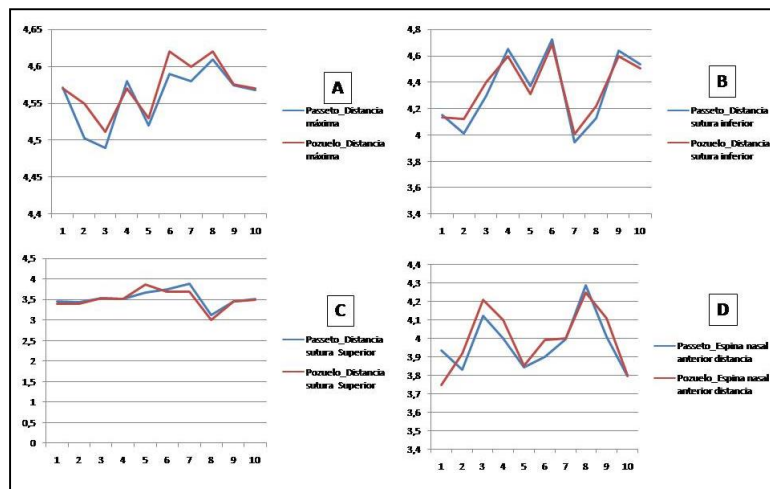 4,65
4,6
4,55
4,5
4,45
4,4
1 2 3 4 5 6 7 8 9 10
A
Passeto_Distancia
máxima
Pozuelo_Distancia
máxima
4,8
4,6
4,4
4,2
4
3,8
3,6
3,4
1 2 3 4 5 6 7 8 9 10
B
Passeto_Distancia
sutura inferior
Pozuelo_Distancia
sutura inferior
4
3,5
3
2,5
2
1,5
1
0,5
0
1 2 3 4 5 6 7 8 9 10
C
Passeto_Distancia
sutura Superior
Pozuelo_Distancia
sutura Superior
4,4
4,3
4,2
4,1
4
3,9
3,8
3,7
3,6
3,5
3,4
1 2 3 4 5 6 7 8 9 10
D
Passeto_Espina nasal
anterior distancia
Pozuelo_Espina nasal
anterior distancia